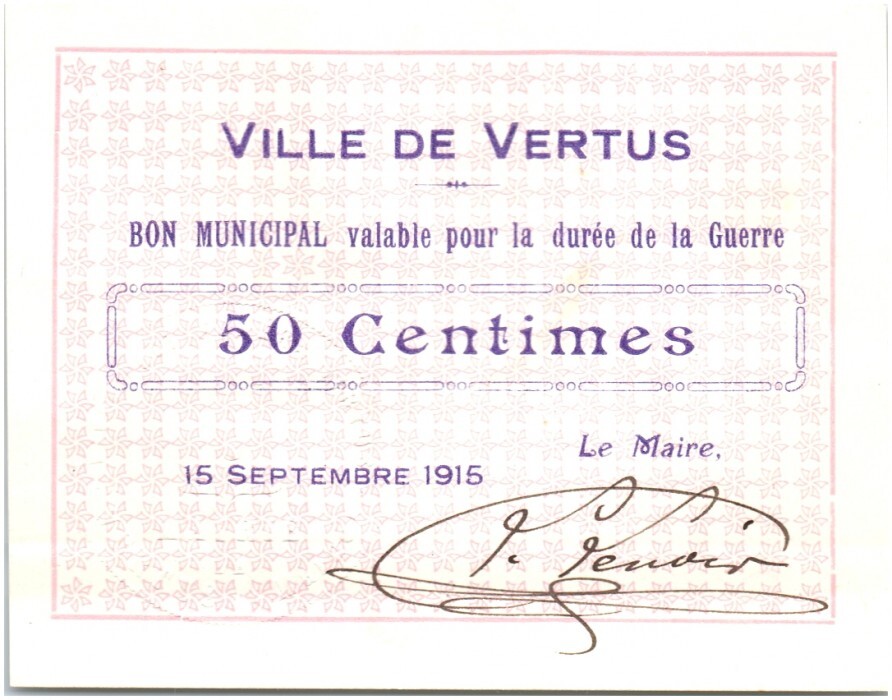 VILLE DE VERTUS
BON MUNICIPAL valable pour la durée de la Guerre
50 Centimes
Le Maire,
15 SEPTEMBRE 1915
Lenoir